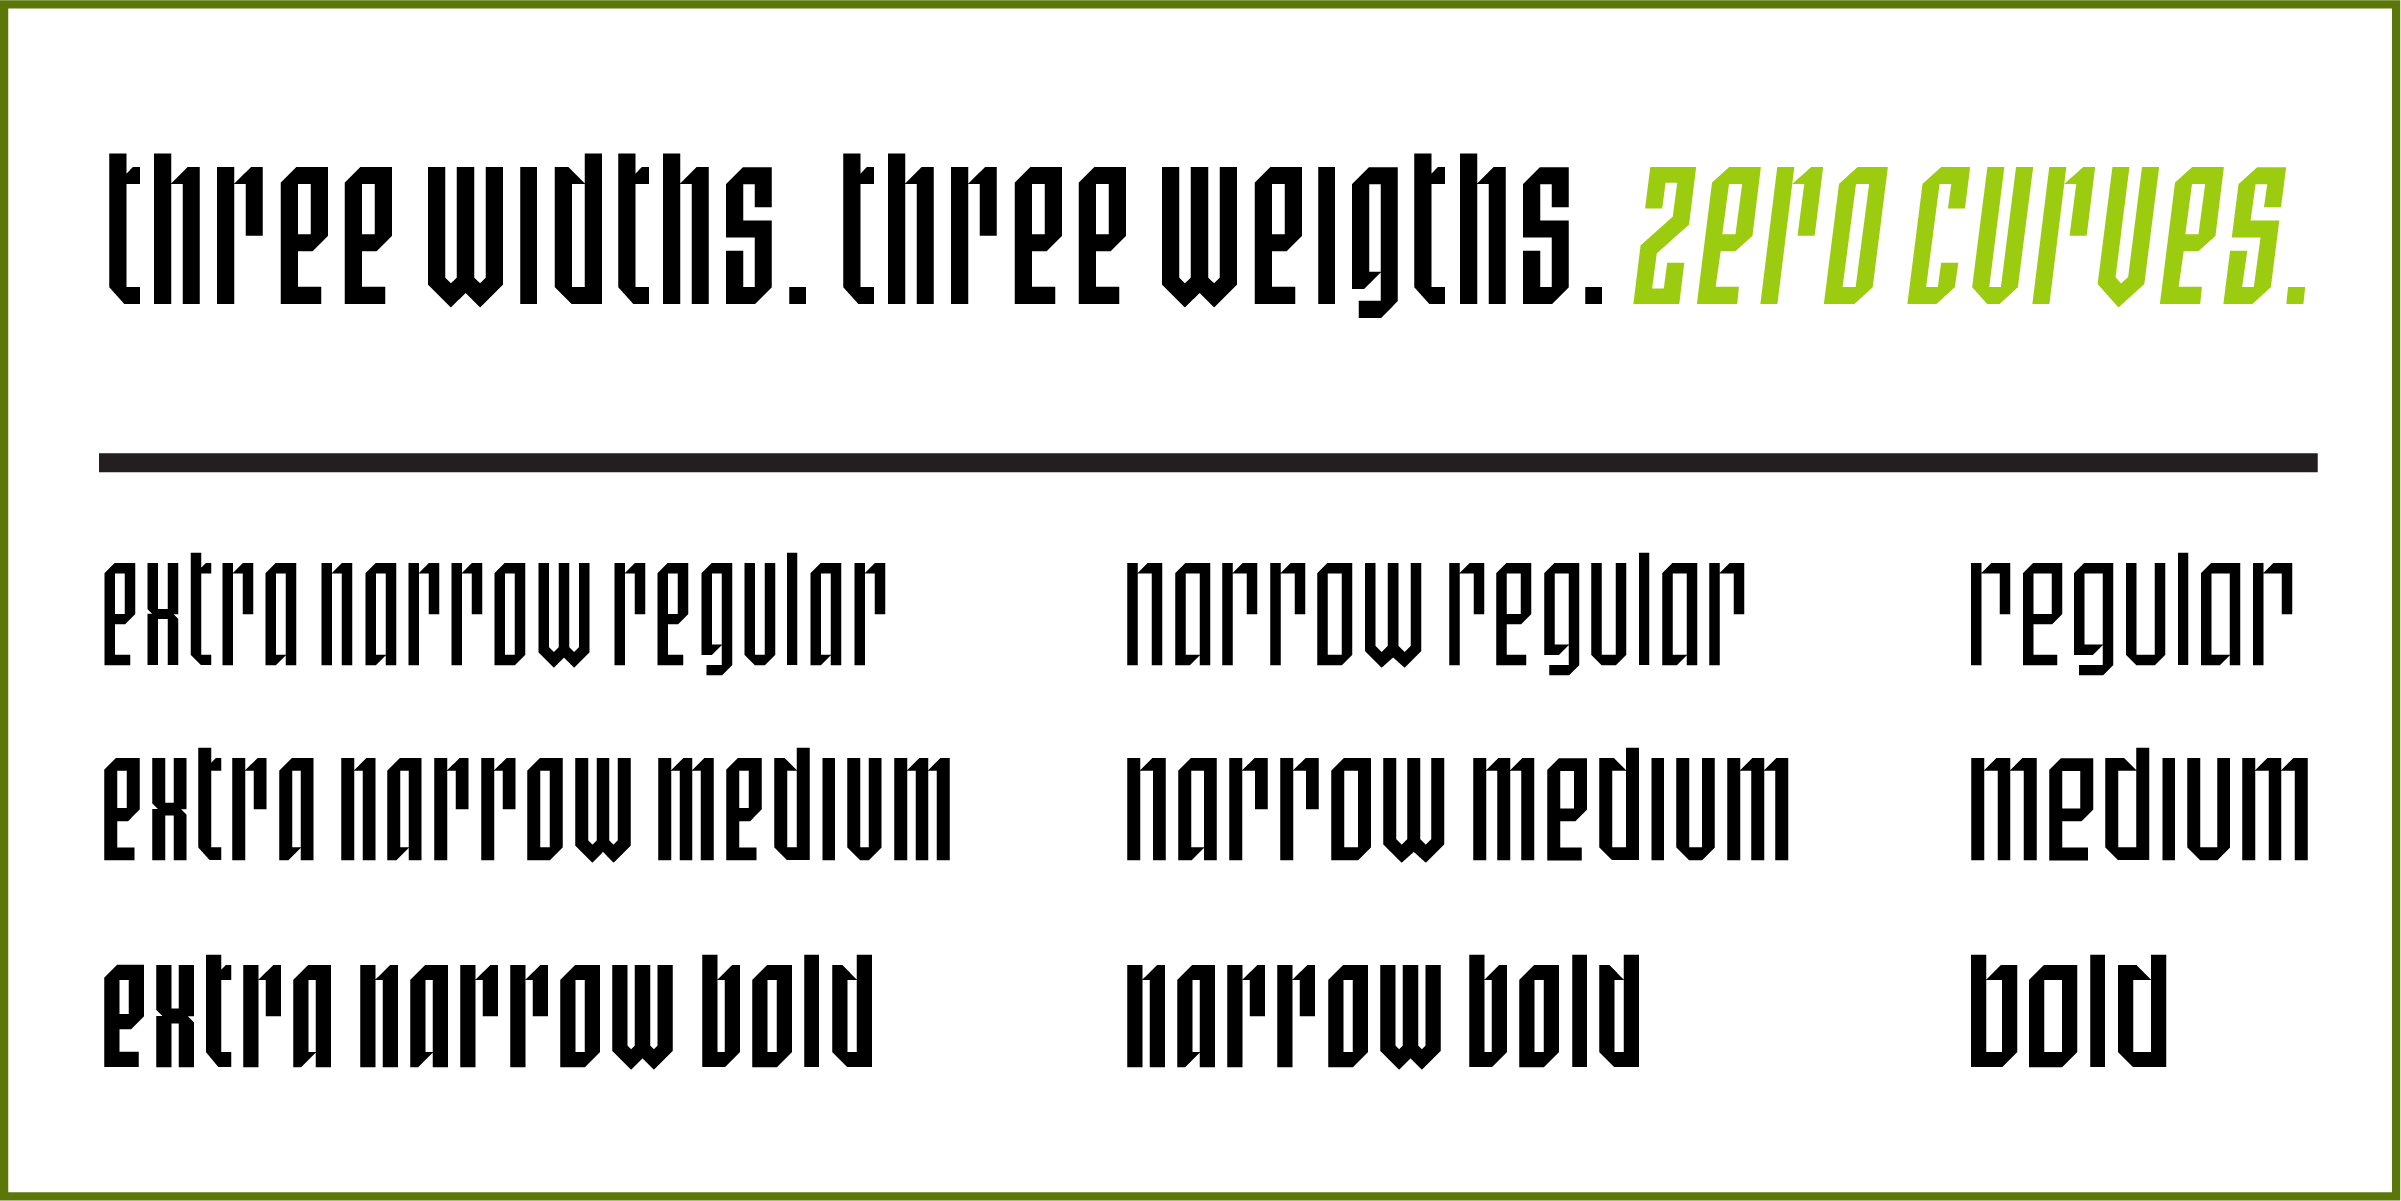 three widths. three weigths. zero curves.
extra narrow regular narrow regular regular
extra narrow medium narrow medium medium
extra narrow bold narrow bold bold